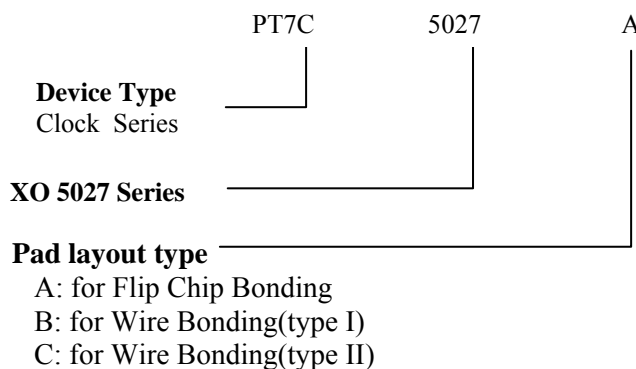 PT7C 5027 A
Device Type
Clock Series
XO 5027 Series
Pad layout type
A: for Flip Chip Bonding
B: for Wire Bonding(type I)
C: for Wire Bonding(type II)